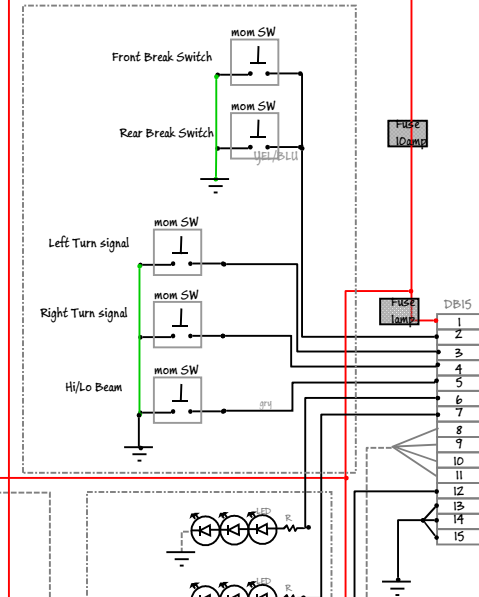 mom SW
Front Break Switch
mom SW
Rear Break Switch
YEL/BLU
Fuse
10amp
mom SW
Left Turn signal
mom SW
Right Turn signal
Fuse
1amp
DB15
1
2
3
4
mom SW
Hi/Lo Beam
gry
5
6
7
8
9
10
11
12
13
14
15
LED
R
LED
R